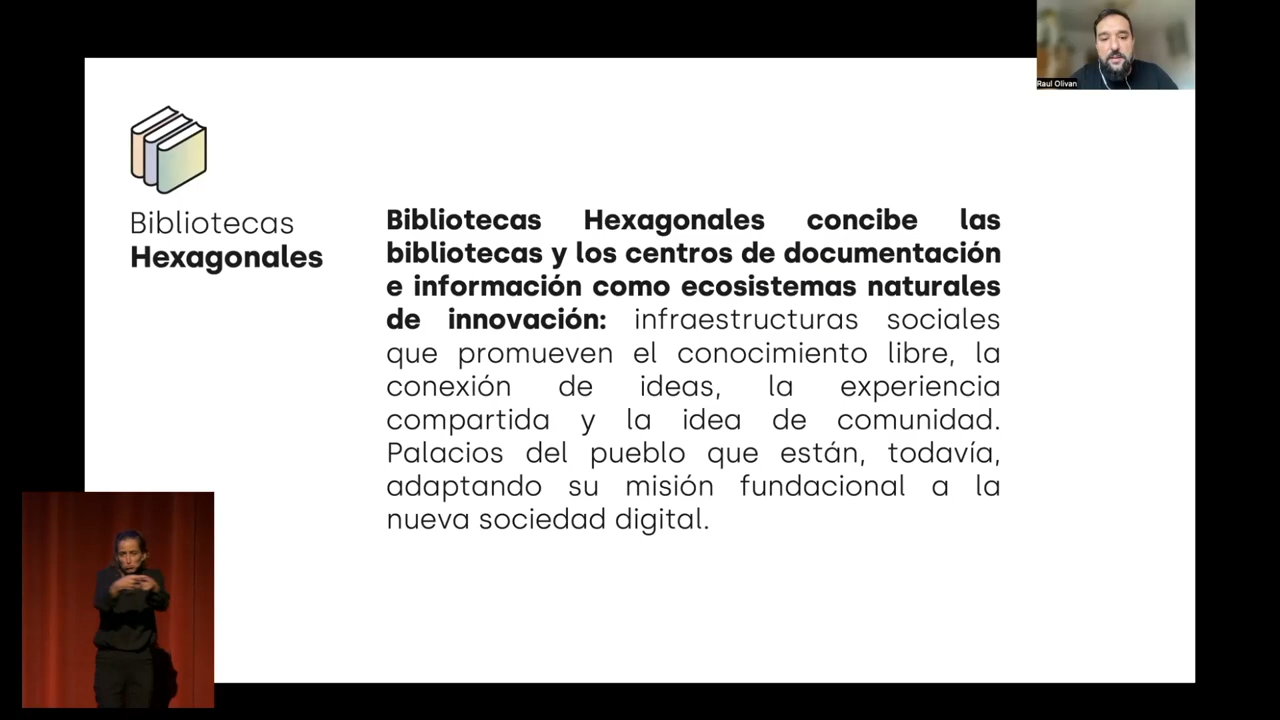 Raul Olivan
Bibliotecas
Hexagonales
Bibliotecas Hexagonales concibe las
bibliotecas y los centros de documentación
e información como ecosistemas naturales
de innovación: infraestructuras sociales
que promueven el conocimiento libre, la
conexión de ideas, la experiencia
compartida y la idea de comunidad.
Palacios del pueblo que están, todavía,
adaptando su misión fundacional a la
nueva sociedad digital.